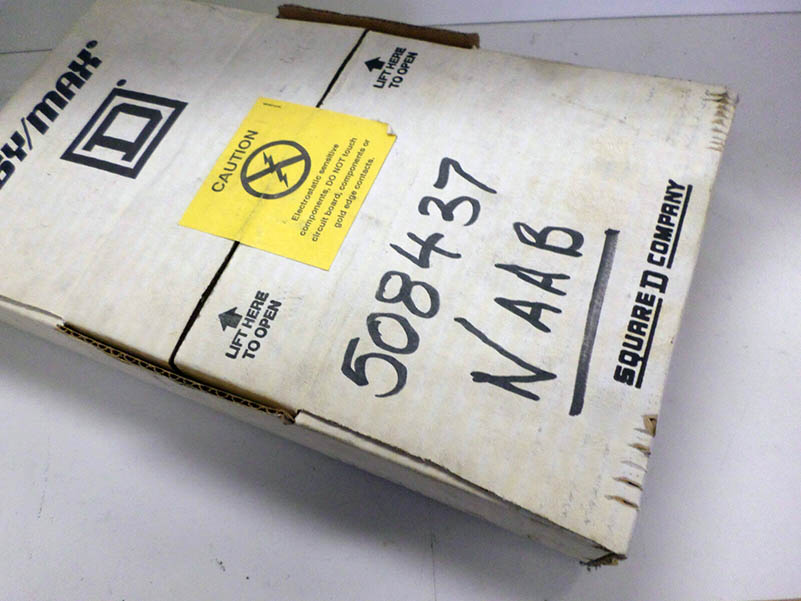 SY/MAX®
D®
CAUTION
Electrostatic sensitive
components, DO NOT touch
circuit board, components or
gold edge contacts.
LIFT HERE
TO OPEN
LIFT HERE
TO OPEN
508437
NAAB
SQUARE D COMPANY